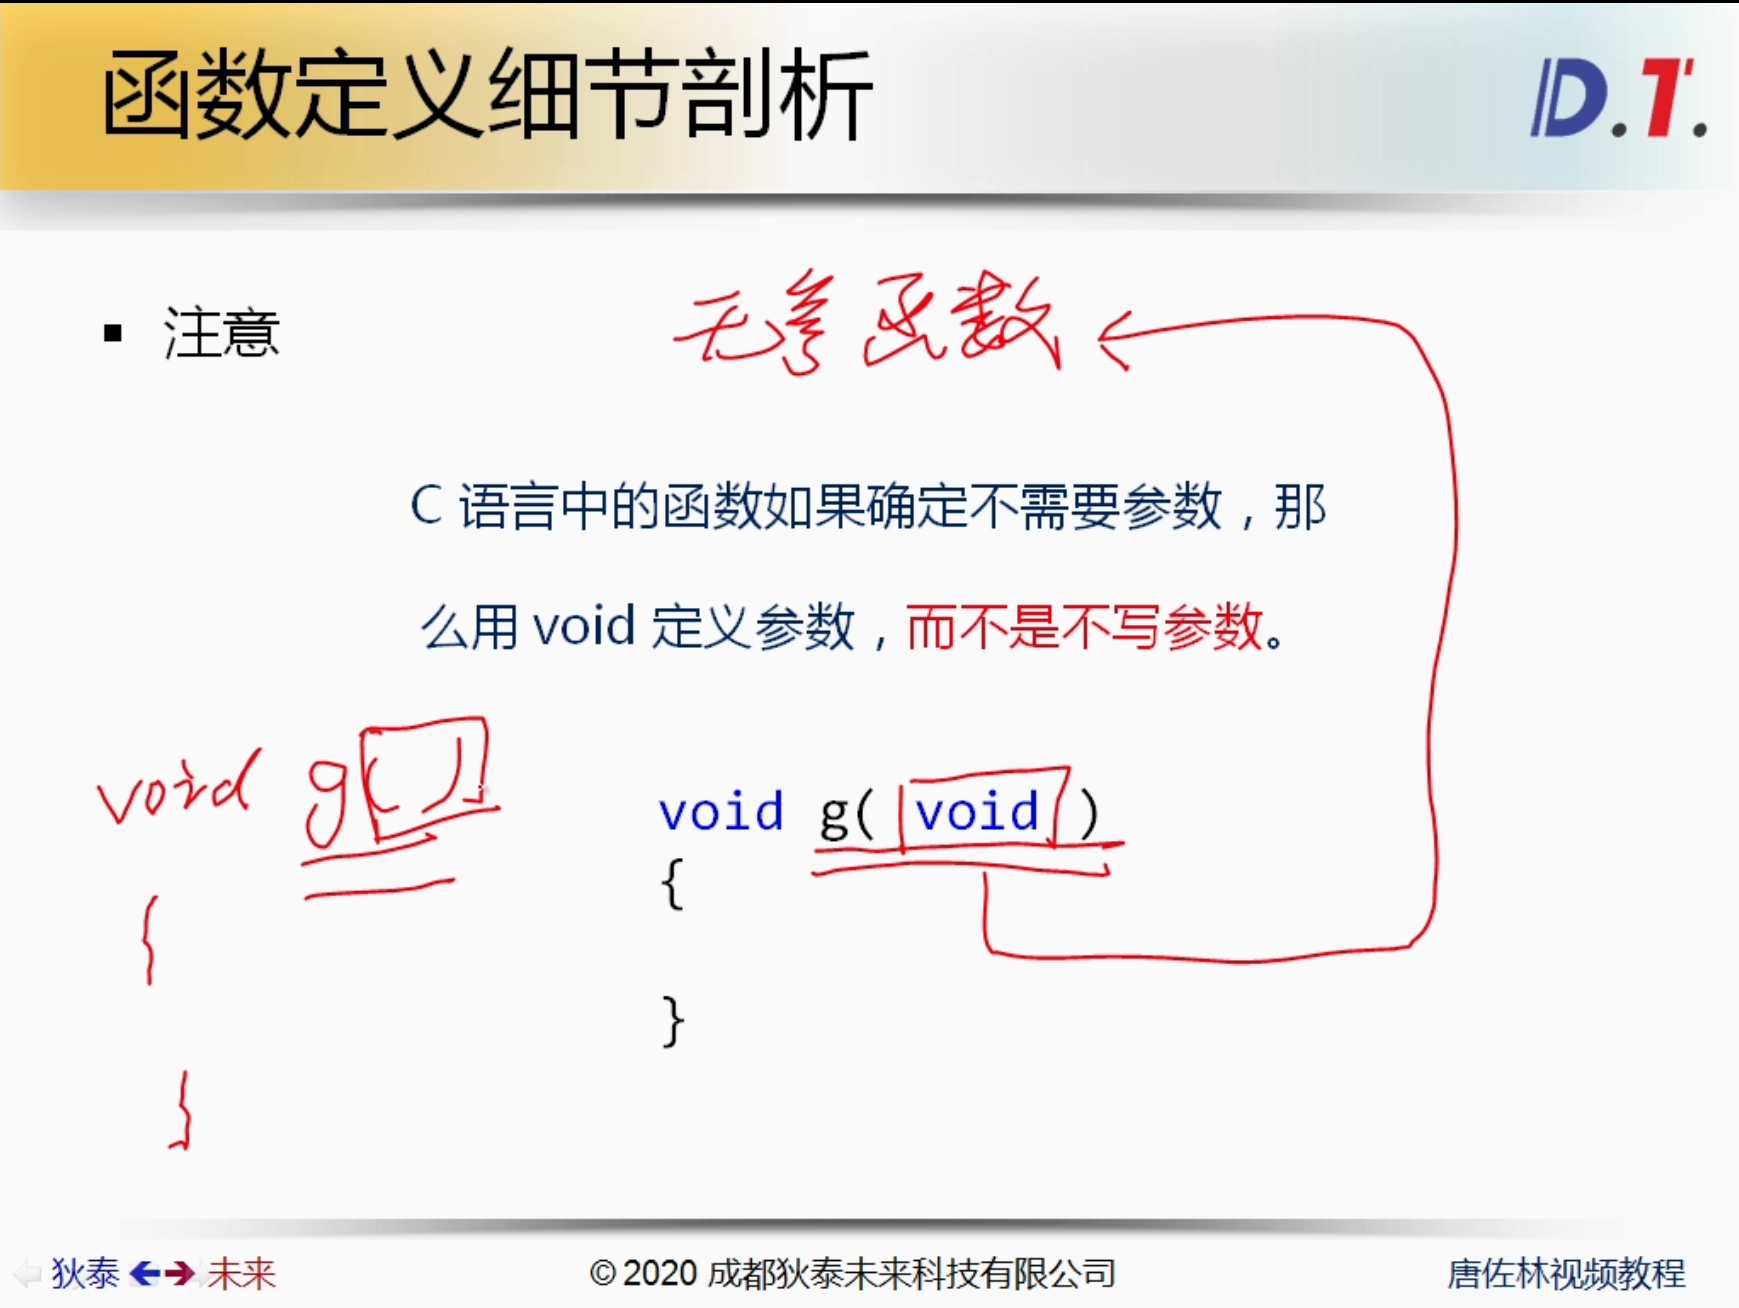 函数定义细节剖析
D.T.
▪ 注意
无参函数
C 语言中的函数如果确定不需要参数，那
么用 void 定义参数，而不是不写参数。
void g()
{
}
void g( void )
{
}
狄泰 未来
© 2020 成都狄泰未来科技有限公司
唐佐林视频教程